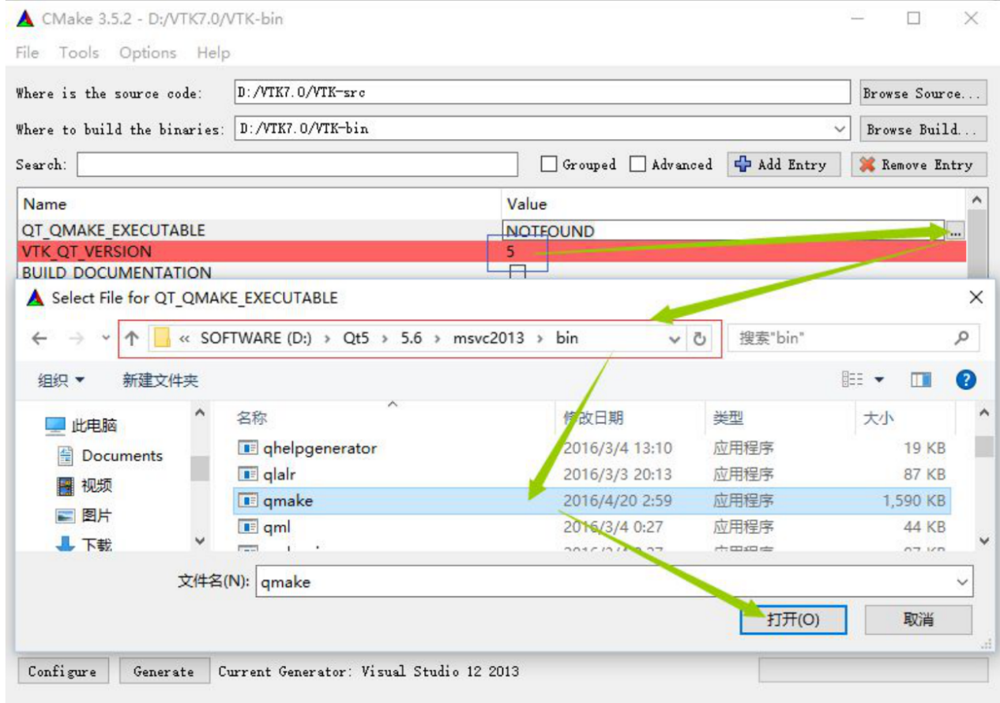 CMake 3.5.2 - D:/VTK7.0/VTK-bin
File Tools Options Help
Where is the source code: D:/VTK7.0/VTK-src Browse Source...
Where to build the binaries: D:/VTK7.0/VTK-bin Browse Build...
Search: Grouped Advanced Add Entry Remove Entry
Name Value
QT_QMAKE_EXECUTABLE NOTFOUND ...
VTK_QT_VERSION 5
BUILD_DOCUMENTATION
Select File for QT_QMAKE_EXECUTABLE
« SOFTWARE (D:) › Qt5 › 5.6 › msvc2013 › bin 搜索"bin"
组织 新建文件夹
名称 修改日期 类型 大小
此电脑
qhelpgenerator 2016/3/4 13:10 应用程序 19 KB
Documents
qlalr 2016/3/3 20:13 应用程序 87 KB
视频
qmake 2016/4/20 2:59 应用程序 1,590 KB
图片
qml 2016/3/4 0:27 应用程序 44 KB
下载
文件名(N): qmake
打开(O) 取消
Configure Generate Current Generator: Visual Studio 12 2013